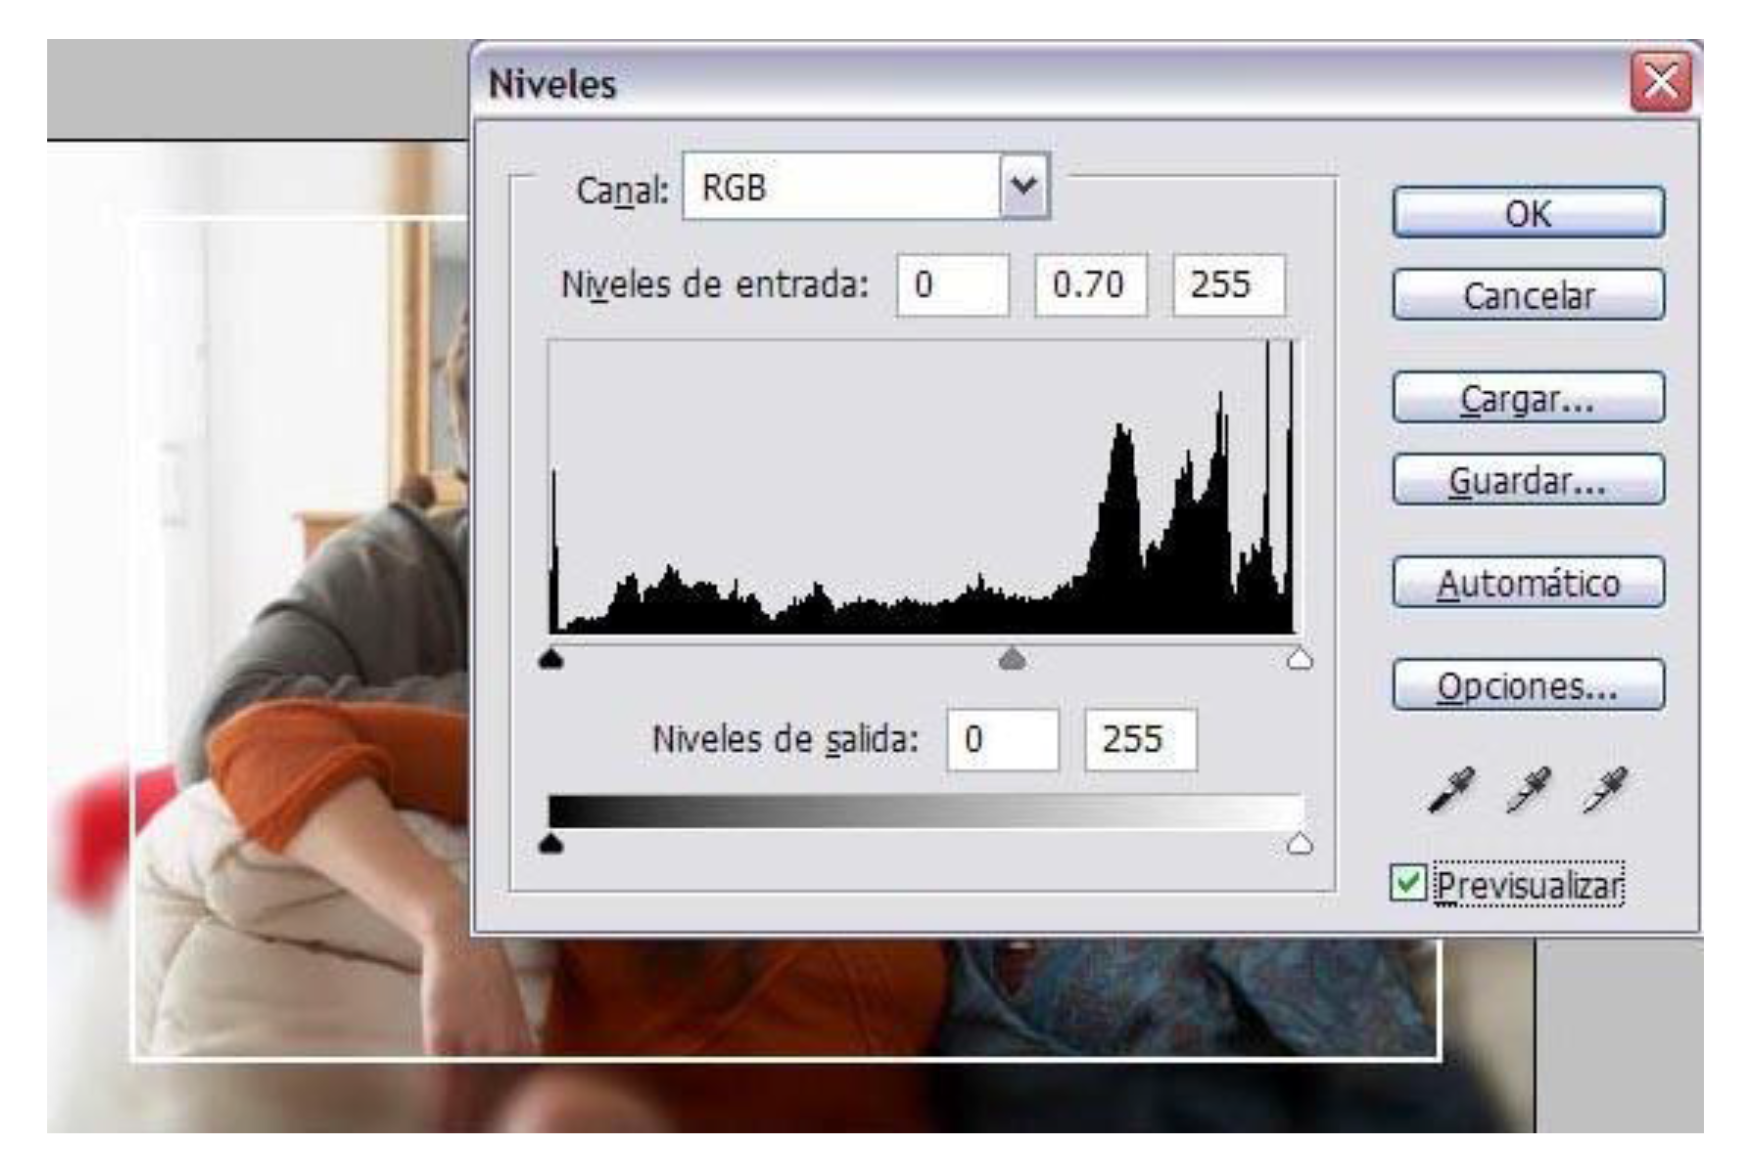 Niveles
Canal: RGB
OK
Niveles de entrada: 0 0.70 255
Cancelar
Cargar...
Guardar...
Automático
Opciones...
Niveles de salida: 0 255
Previsualizar